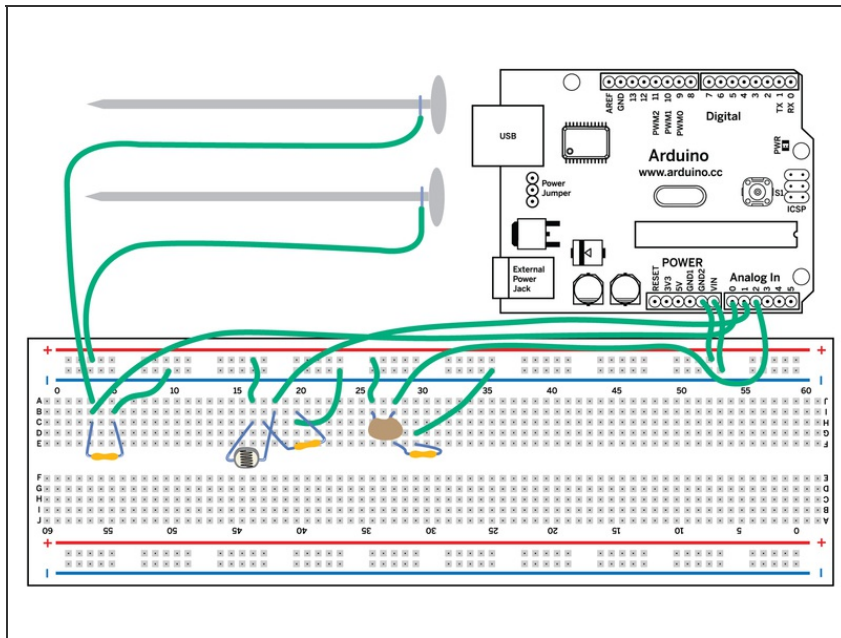 AREF
GND
13
12
11
10
9
8
7
6
5
4
3
2
1
0
PWM2
PWM1
PWM0
TX
RX
Digital
USB
PWR
Arduino
www.arduino.cc
Power
Jumper
S1
ICSP
External
Power
Jack
POWER
Analog In
RESET
3V3
5V
GND1
GND2
VIN
0
1
2
3
4
5
+ +
0 5 10 15 20 25 30 35 40 45 50 55 60
A J
B I
C H
D G
E F
F E
G D
H C
I B
J A
60 55 50 45 40 35 30 25 20 15 10 5 0
+ +